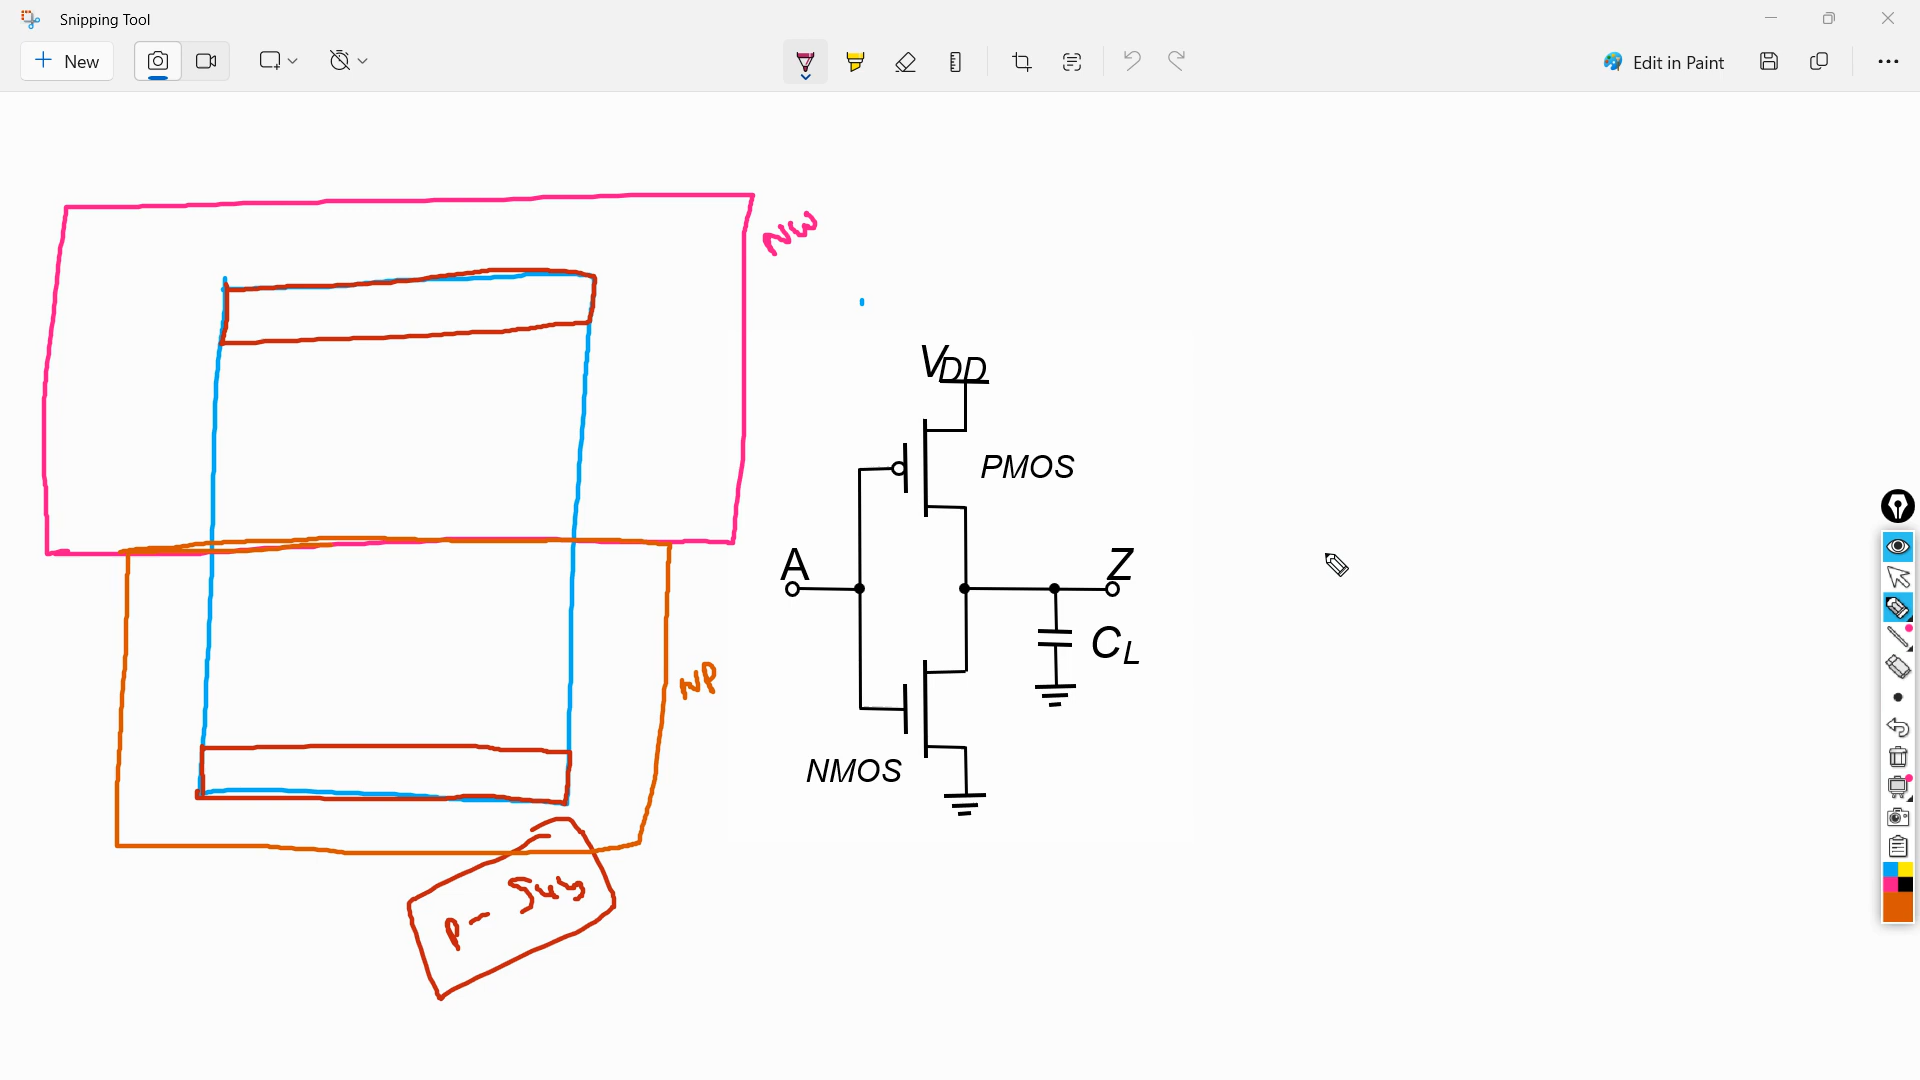 Snipping Tool
New
Edit in Paint
NW
VDD
PMOS
A
Z
CL
NP
NMOS
P- Sub